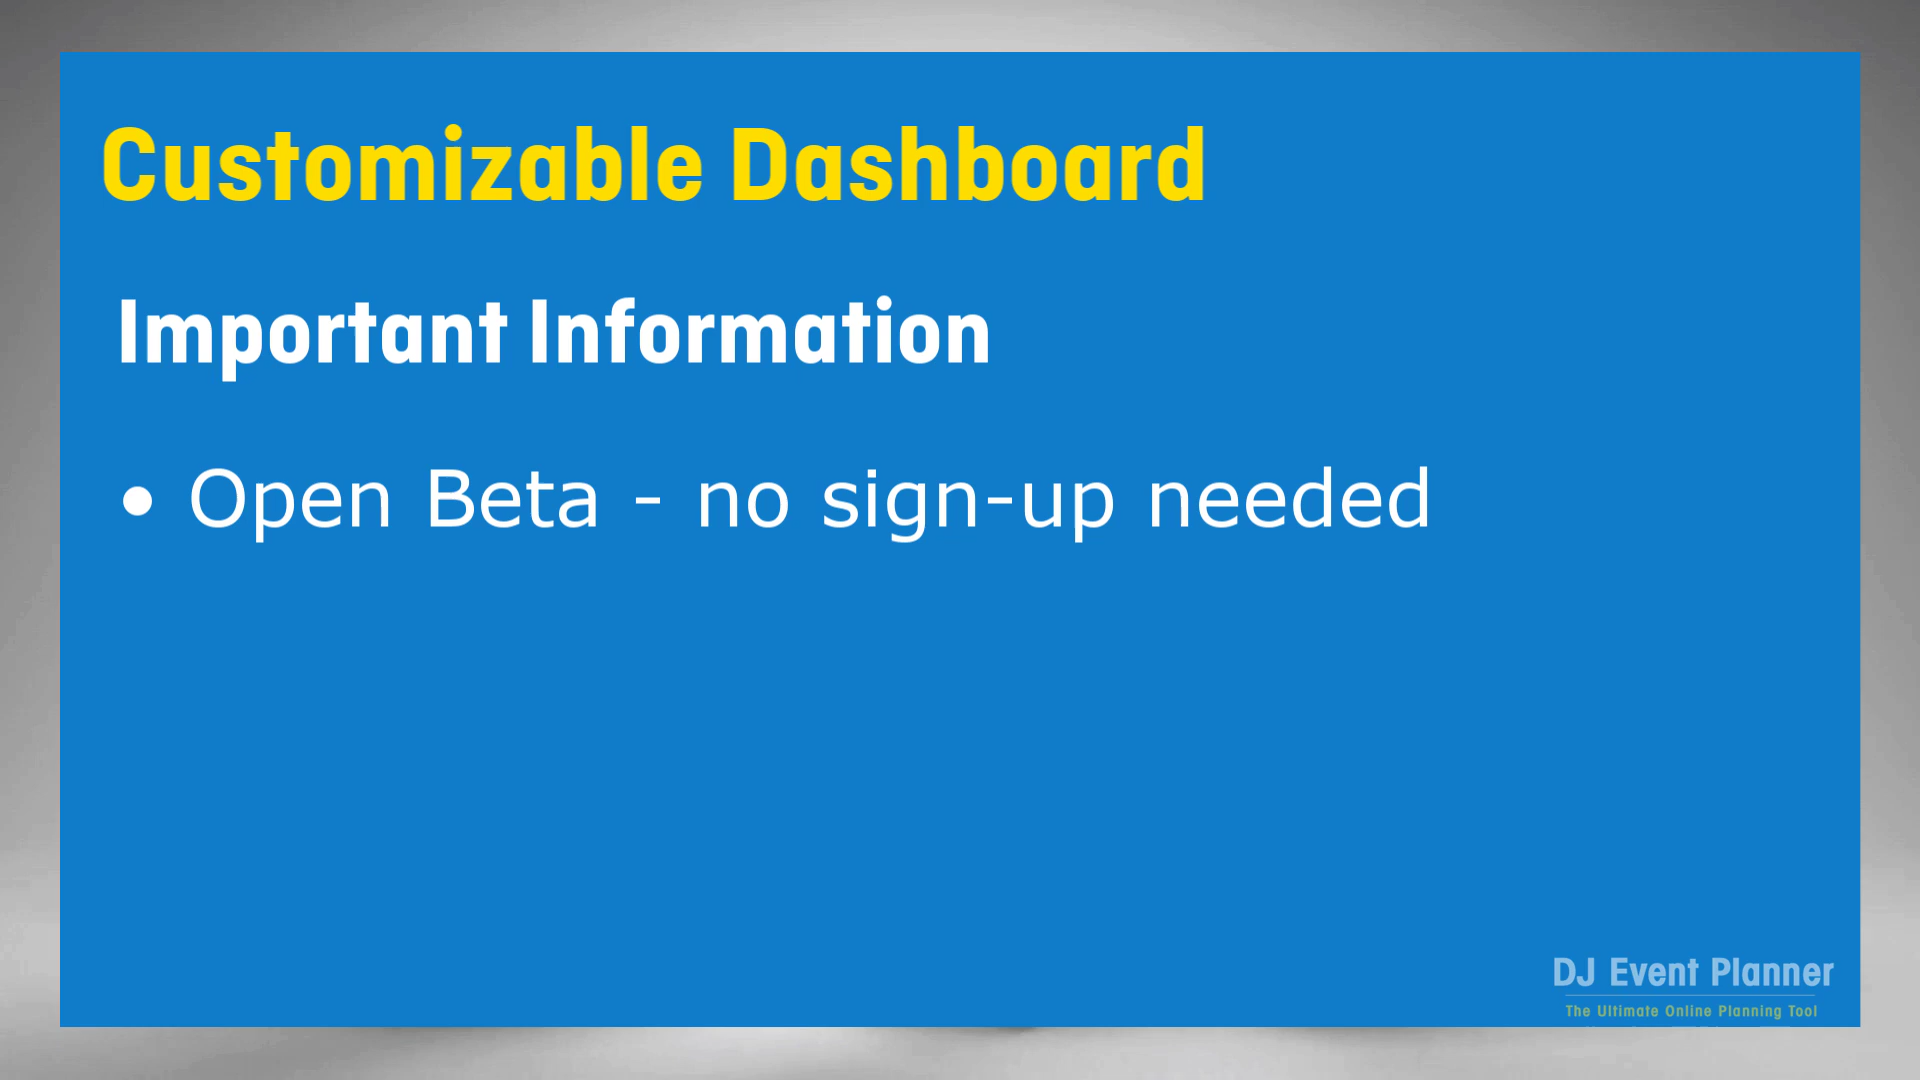 Customizable Dashboard
Important Information
• Open Beta - no sign-up needed
DJ Event Planner
The Ultimate Online Planning Tool